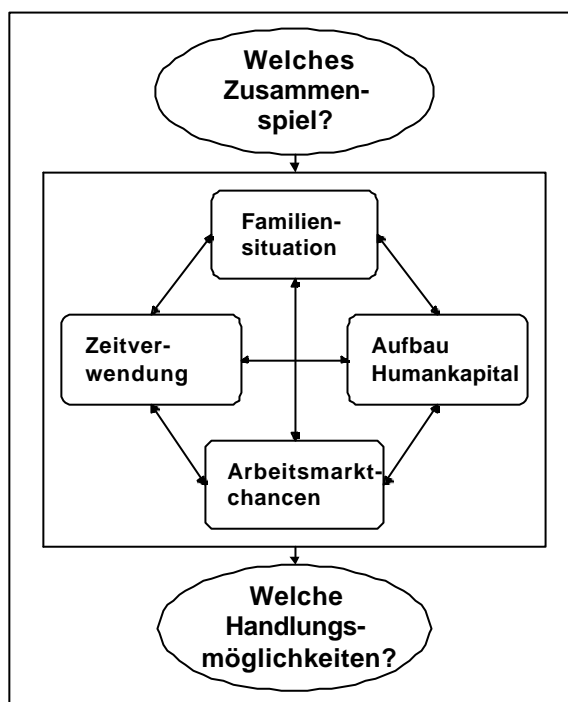 Welches
Zusammen-
spiel?
Familien-
situation
Zeitver-
wendung
Aufbau
Humankapital
Arbeitsmarkt-
chancen
Welche
Handlungs-
möglichkeiten?